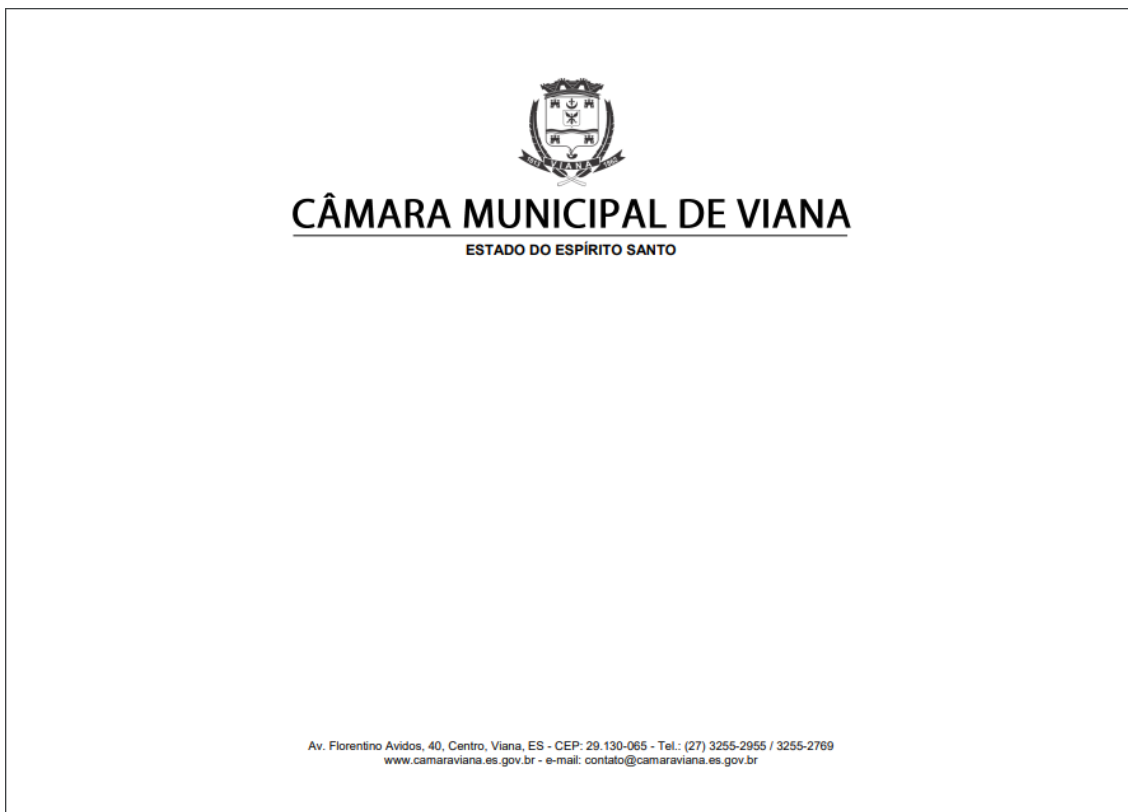 VIANA
CÂMARA MUNICIPAL DE VIANA
ESTADO DO ESPÍRITO SANTO
Av. Florentino Avidos, 40, Centro, Viana, ES - CEP: 29.130-065 - Tel.: (27) 3255-2955 / 3255-2769
www.camaraviana.es.gov.br - e-mail: contato@camaraviana.es.gov.br